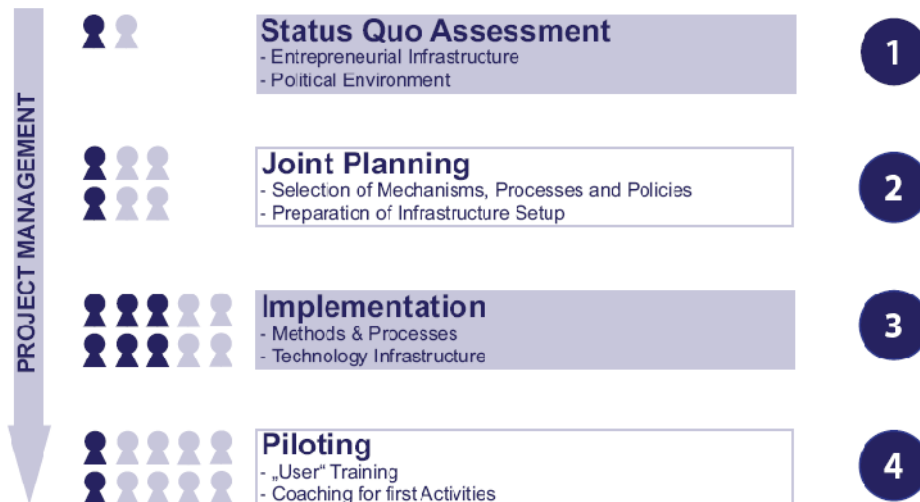 PROJECT MANAGEMENT
Status Quo Assessment
- Entrepreneurial Infrastructure
- Political Environment
1
Joint Planning
- Selection of Mechanisms, Processes and Policies
- Preparation of Infrastructure Setup
2
Implementation
- Methods & Processes
- Technology Infrastructure
3
Piloting
- „User“ Training
- Coaching for first Activities
4